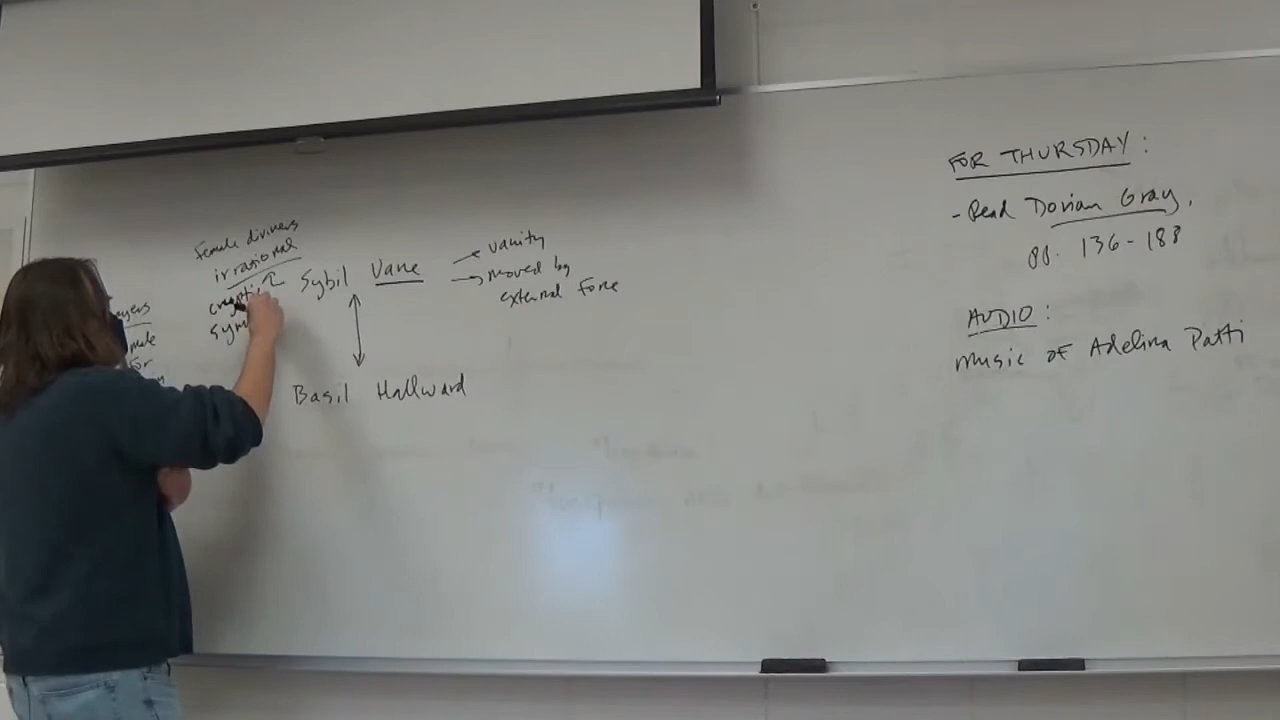 Female diviners
irrational
Sybil Vane
vanity
moved by
external force
Basil Hallward
FOR THURSDAY:
- Read Dorian Gray,
pp. 136-188
AUDIO:
Music of Adelina Patti